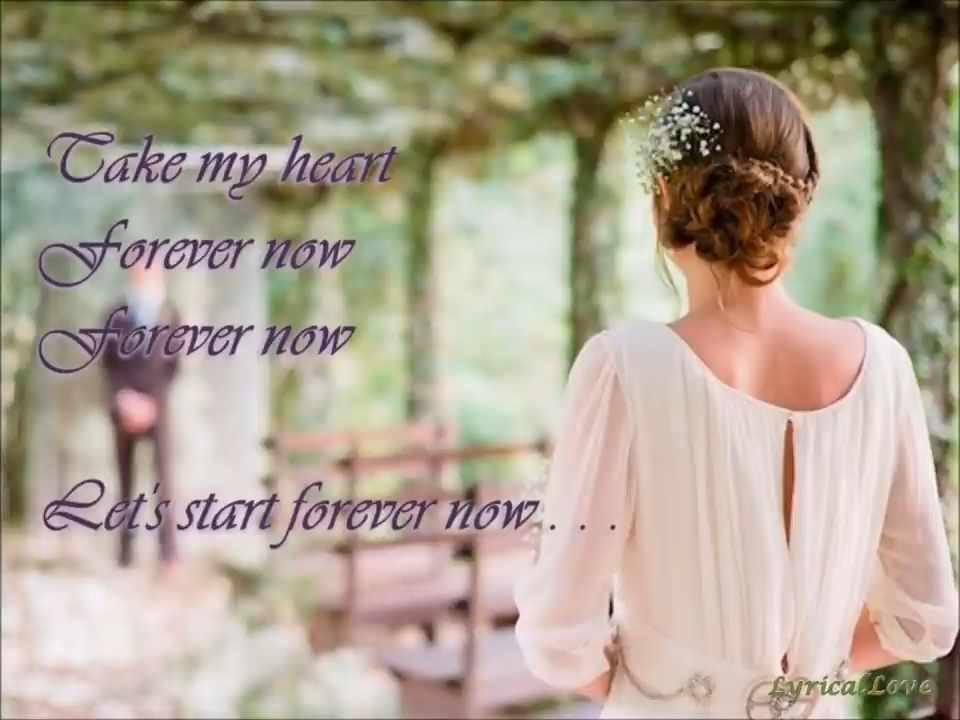 Take my heart
Forever now
Forever now
Let's start forever now . . .
LyricalLove